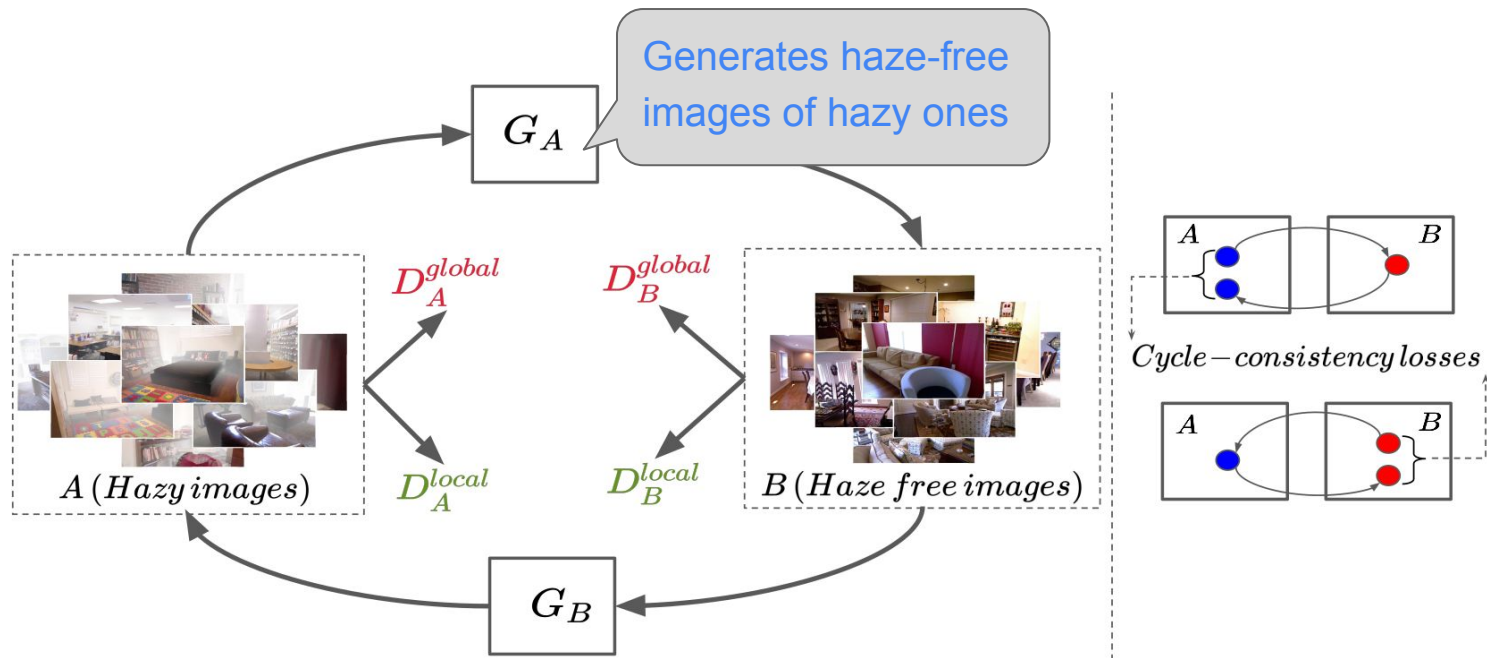 Generates haze-free
images of hazy ones
G_A
D_A^{global}
D_B^{global}
D_A^{local}
D_B^{local}
A (Hazy images)
B (Haze free images)
G_B
A
B
Cycle-consistency losses
A
B